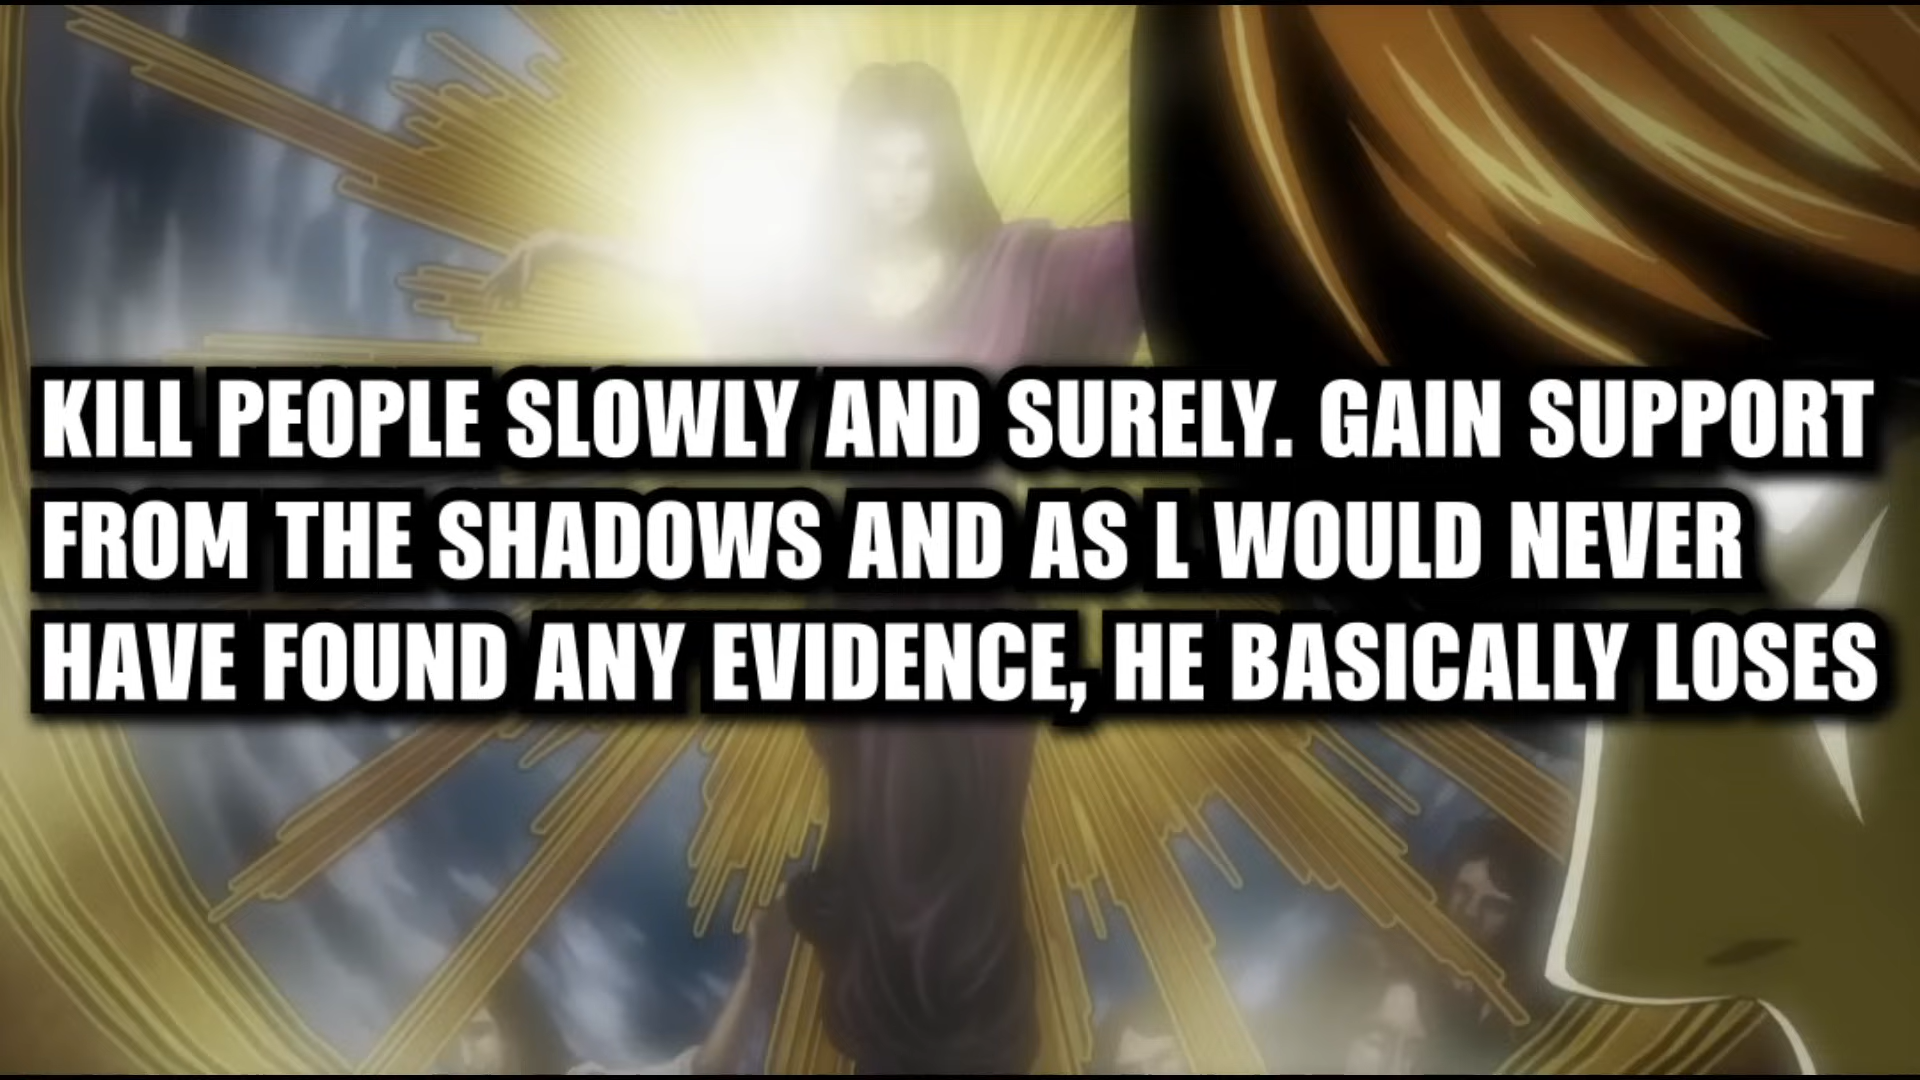 KILL PEOPLE SLOWLY AND SURELY. GAIN SUPPORT
FROM THE SHADOWS AND AS L WOULD NEVER
HAVE FOUND ANY EVIDENCE, HE BASICALLY LOSES